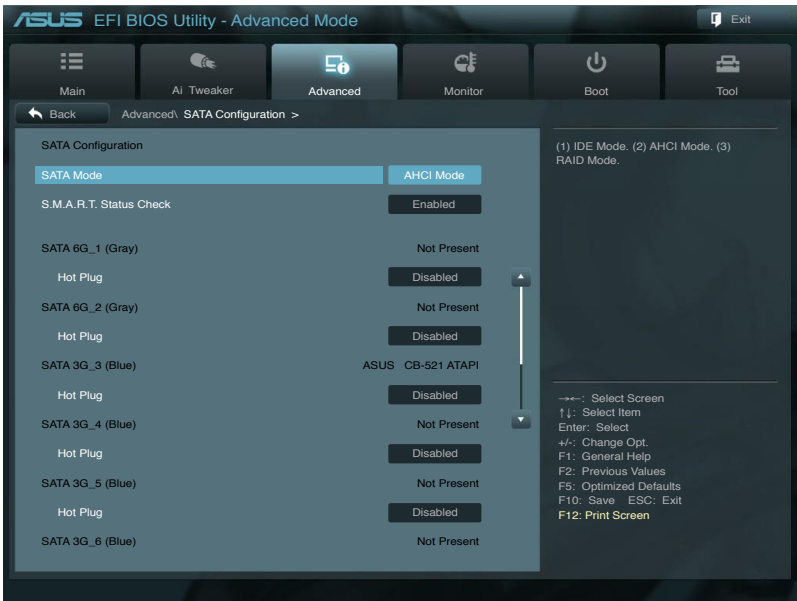 ASUS EFI BIOS Utility - Advanced Mode
Exit
Main
Ai Tweaker
Advanced
Monitor
Boot
Tool
Back
Advanced\ SATA Configuration >
SATA Configuration
SATA Mode AHCI Mode
S.M.A.R.T. Status Check Enabled
SATA 6G_1 (Gray) Not Present
Hot Plug Disabled
SATA 6G_2 (Gray) Not Present
Hot Plug Disabled
SATA 3G_3 (Blue) ASUS CB-521 ATAPI
Hot Plug Disabled
SATA 3G_4 (Blue) Not Present
Hot Plug Disabled
SATA 3G_5 (Blue) Not Present
Hot Plug Disabled
SATA 3G_6 (Blue) Not Present
(1) IDE Mode. (2) AHCI Mode. (3)
RAID Mode.
→←: Select Screen
↑↓: Select Item
Enter: Select
+/-: Change Opt.
F1: General Help
F2: Previous Values
F5: Optimized Defaults
F10: Save ESC: Exit
F12: Print Screen